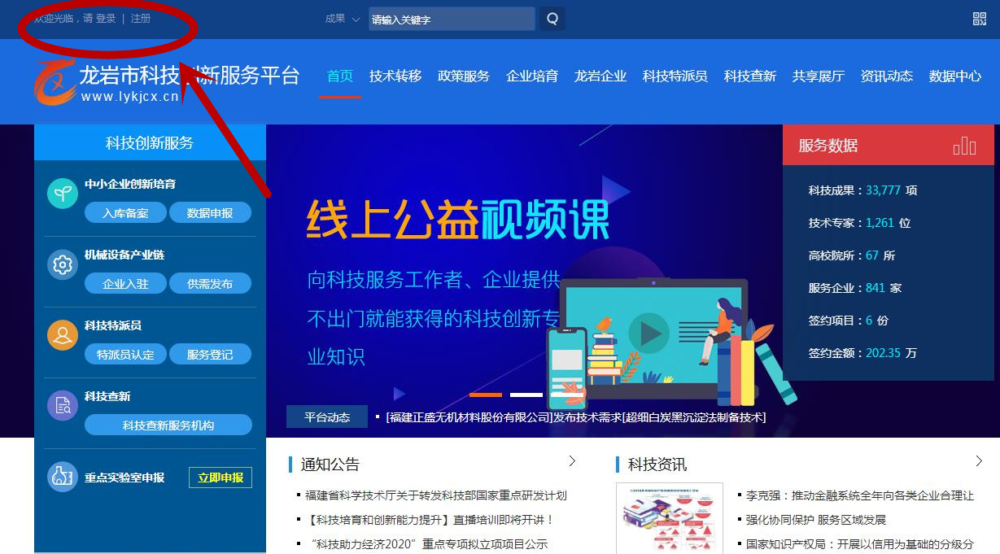 欢迎光临，请 登录 | 注册
成果
请输入关键字
龙岩市科技创新服务平台
www.lykjcx.cn
首页 技术转移 政策服务 企业培育 龙岩企业 科技特派员 科技查新 共享展厅 资讯动态 数据中心
科技创新服务
中小企业创新培育
入库备案 数据申报
机械设备产业链
企业入驻 供需发布
科技特派员
特派员认定 服务登记
科技查新
科技查新服务机构
重点实验室申报 立即申报
线上公益视频课
向科技服务工作者、企业提供
不出门就能获得的科技创新专
业知识
平台动态
[福建正盛无机材料股份有限公司]发布技术需求[超细白炭黑沉淀法制备技术]
服务数据
科技成果：33,777 项
技术专家：1,261 位
高校院所：67 所
服务企业：841 家
签约项目：6 份
签约金额：202.35 万
通知公告
福建省科学技术厅关于转发科技部国家重点研发计划
【科技培育和创新能力提升】直播培训即将开讲！
“科技助力经济2020”重点专项拟立项项目公示
科技资讯
李克强：推动金融系统全年向各类企业合理让
强化协同保护 服务区域发展
国家知识产权局：开展以信用为基础的分级分